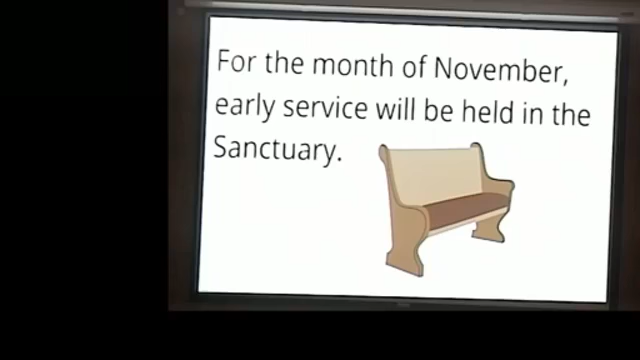 For the month of November,
early service will be held in the
Sanctuary.